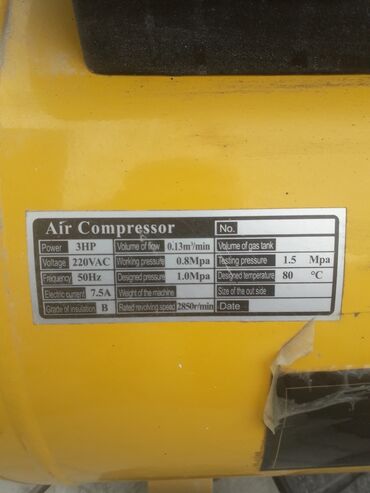 Air Compressor No.
Power 3HP Volume of flow 0.13m³/min Volume of gas tank
Voltage 220VAC Working pressure 0.8Mpa Testing pressure 1.5 Mpa
Friquency 50Hz Designed pressure 1.0Mpa Designed temperature 80 °C
Electric current 7.5A Weight of the machine Size of the out side
Grade of insulation B Rated revolving speed 2850r/min Date